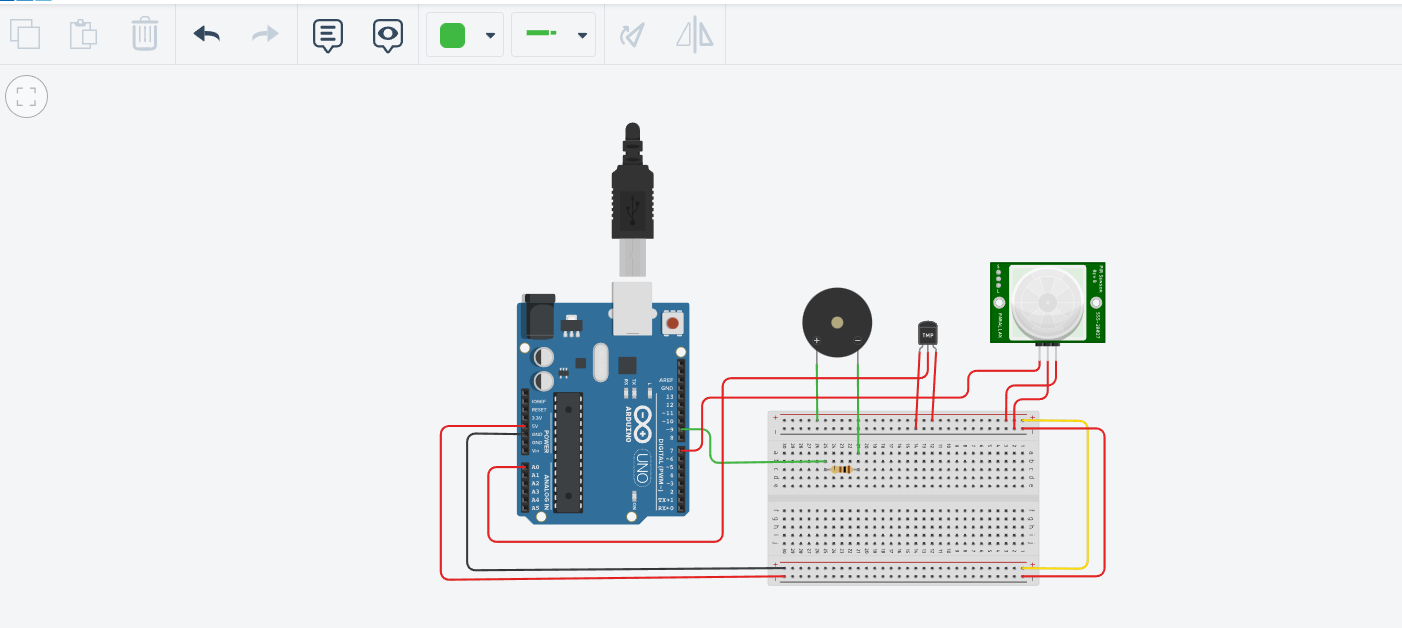 TMP
PIR Sensor
Rev B
PARALLAX
555-28027
AREF
GND
13
12
~11
~10
~9
8
7
~6
~5
4
~3
2
TX→1
RX←0
RX
TX
L
ON
ARDUINO
UNO
DIGITAL (PWM~)
IOREF
RESET
3.3V
5V
GND
GND
Vin
POWER
A0
A1
A2
A3
A4
A5
ANALOG IN